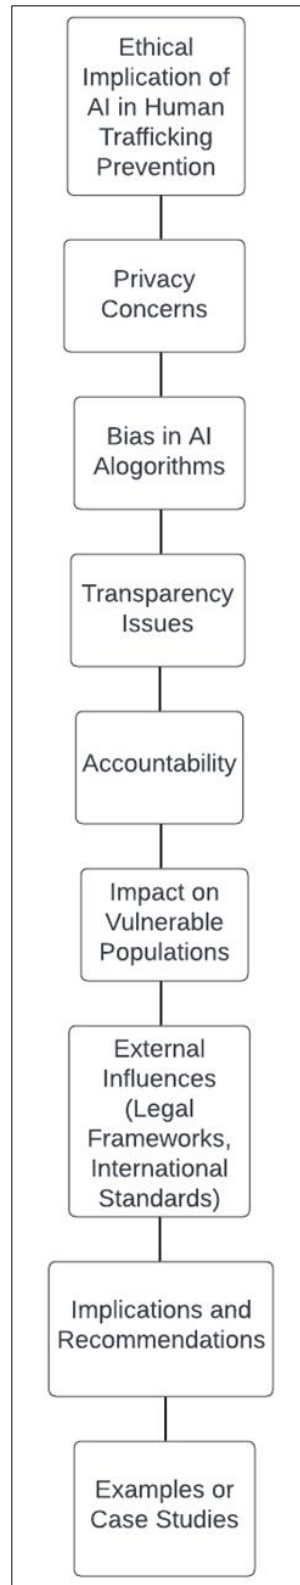 Ethical
Implication of
AI in Human
Trafficking
Prevention
Privacy
Concerns
Bias in AI
Alogorithms
Transparency
Issues
Accountability
Impact on
Vulnerable
Populations
External
Influences
(Legal
Frameworks,
International
Standards)
Implications and
Recommendations
Examples or
Case Studies